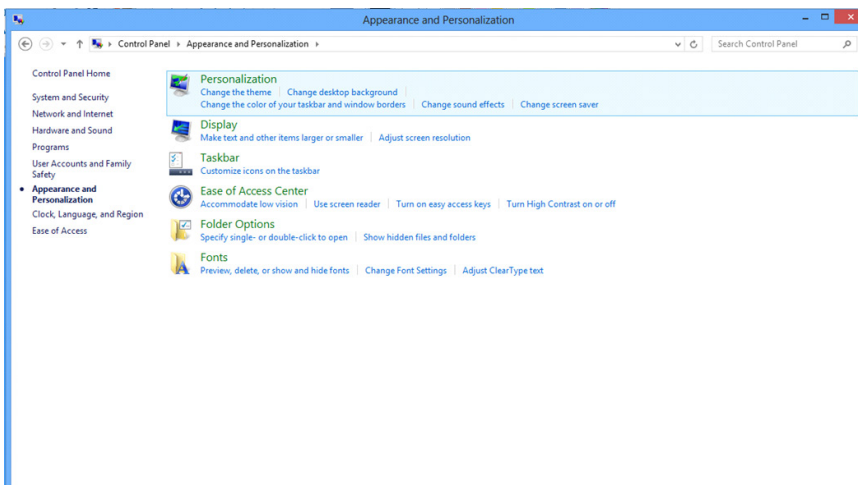 Appearance and Personalization
Control Panel Appearance and Personalization
Search Control Panel
Control Panel Home
System and Security
Network and Internet
Hardware and Sound
Programs
User Accounts and Family
Safety
Appearance and
Personalization
Clock, Language, and Region
Ease of Access
Personalization
Change the theme Change desktop background
Change the color of your taskbar and window borders Change sound effects Change screen saver
Display
Make text and other items larger or smaller Adjust screen resolution
Taskbar
Customize icons on the taskbar
Ease of Access Center
Accommodate low vision Use screen reader Turn on easy access keys Turn High Contrast on or off
Folder Options
Specify single- or double-click to open Show hidden files and folders
Fonts
Preview, delete, or show and hide fonts Change Font Settings Adjust ClearType text